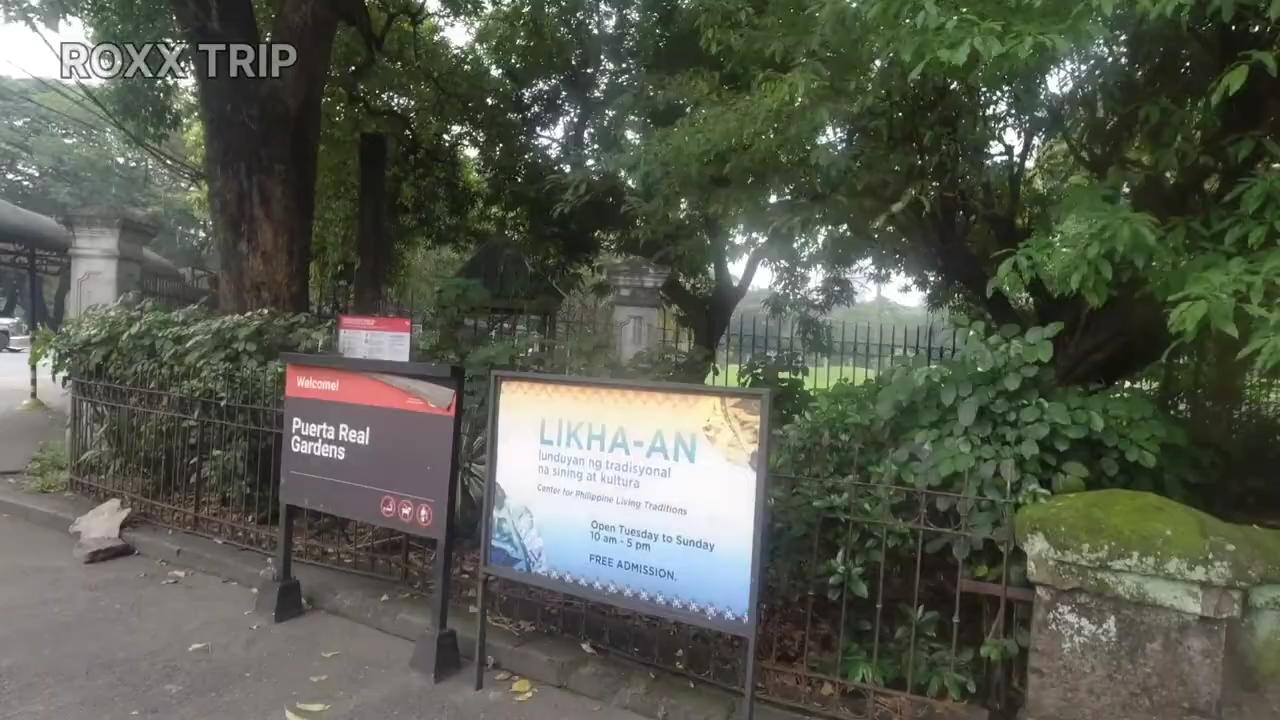 ROXX TRIP
Welcome!
Puerta Real
Gardens
LIKHA-AN
lunduyan ng tradisyonal
na sining at kultura
Center for Philippine Living Traditions
Open Tuesday to Sunday
10 am - 5 pm
FREE ADMISSION.